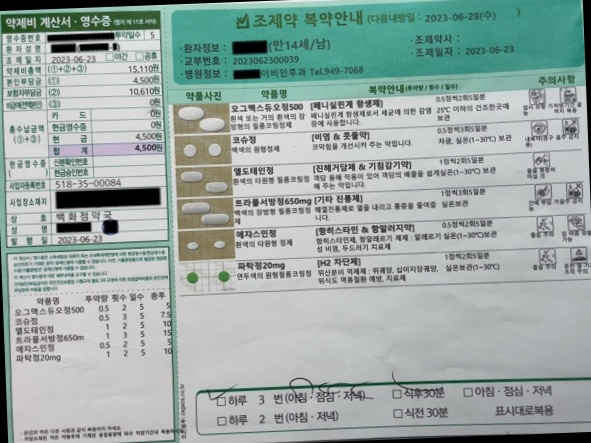 약제비 계산서·영수증 (별지 제11호 서식)
영수증번호 투약일수 5
환자성명
조제일자 2023-06-23 □야간 □공휴
약제비총액 ①+②+③ 15,110원
본인부담금 ① 4,500원
보험자부담금 ② 10,610원
③ 0원
카드 0원
총수납금액 현금영수증 0원
(①+③) 현금 4,500원
합계 4,500원
현금영수증 신분확인번호
현금승인번호
사업자등록번호 518-35-00084
사업장소재지
상호 백화점약국
성명
발행일 2023-06-23
약품명 투약량 횟수 일수 총투
오그멕스듀오정500 0.5 2 5 5
코슈정 0.5 3 5 7.5
엘도테인정 1 2 5 10
트라몰서방정650m 1 3 5 15
에쟈스민정 0.5 2 5 5
파탁정20mg 1 2 5 10
조제약 복약안내 (다음내방일 : 2023-06-28(수) )
·환자정보 : (만14세/남)
·조제약사 :
·교부번호 : 2023062300039
·조제일자 : 2023-06-23
·병원정보 : 이비인후과 Tel.949-7068
약품사진 약품명 복약안내 (투약량 / 횟수 / 일수) 주의사항
오그멕스듀오정500 [페니실린계 항생제] 0.5정씩2회5일분
흰색 또는 거의 흰색의 장방형의 필름코팅정제 페니실린계 항생제로서 세균에 의한 감염증에 사용합니다. 25℃ 이하의 건조한곳에 보관
코슈정 [비염 & 콧물약] 0.5정씩3회5일분
백색의 원형정제 코막힘을 개선시켜 주는 약입니다. 차광, 실온(1~30℃) 보관
엘도테인정 [진해거담제 & 기침감기약] 1정씩2회5일분
흰색의 타원형 필름코팅정 객담 용해 작용이 있어 객담의 배출을 쉽게 해 주는 약입니다. 실온(1~30℃)보관
트라몰서방정650mg [기타 진통제] 1정씩3회5일분
백색의 장방형 필름코팅정제 해열진통제로 열을 내리고 통증을 줄여줌 실온보관
에쟈스민정 [항히스타민 & 항알러지약] 0.5정씩2회5일분
흰색의 타원형 정제 항히스타민제, 항알레르기 제제 : 알레르기성 비염, 두드러기 치료제 실온(1~30℃)보관
파탁정20mg [H2 차단제] 1정씩2회5일분
연두색의 원형필름코팅정 위산분비 억제제 : 위궤양, 십이지장궤양, 위식도 역류질환 예방, 치료제 실온보관(1~30℃)
□하루 3 번(아침·점심·저녁) □식후30분 □아침·점심·저녁
□하루 2 번(아침·저녁) □식전 30분 표시대로복용